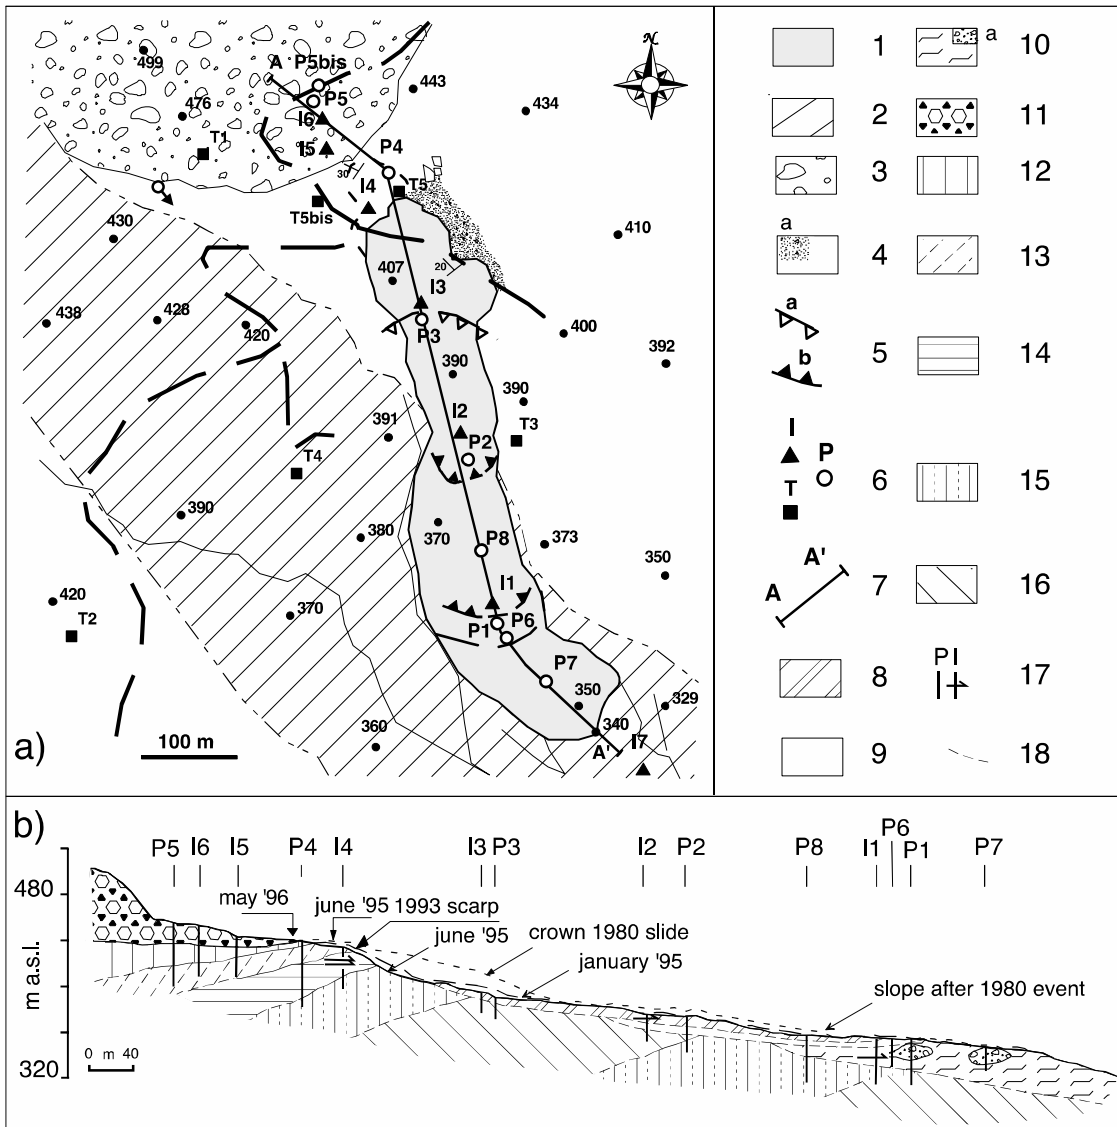 N
499
A P5bis
443
434
P5
476
T1
I6
I5
P4
30
I4
T5
T5bis
430
410
407
20
I3
438
428
420
P3
400
392
390
390
I2
391
T3
P2
T4
390
380
370
P8
373
350
420
T2
I1
370
P1 P6
P7
350
329
340
360
A'
I7
a)
100 m
1
a
10
2
11
3
12
a
4
13
a
b
5
14
I
P
T
6
15
A
A'
7
16
8
P I
17
9
18
b)
P5 I6 I5 P4 I4 I3 P3 I2 P2 P8 I1 P6 P1 P7
480
m a.s.l.
320
0 m 40
may '96
june '95
1993 scarp
june '95
crown 1980 slide
january '95
slope after 1980 event